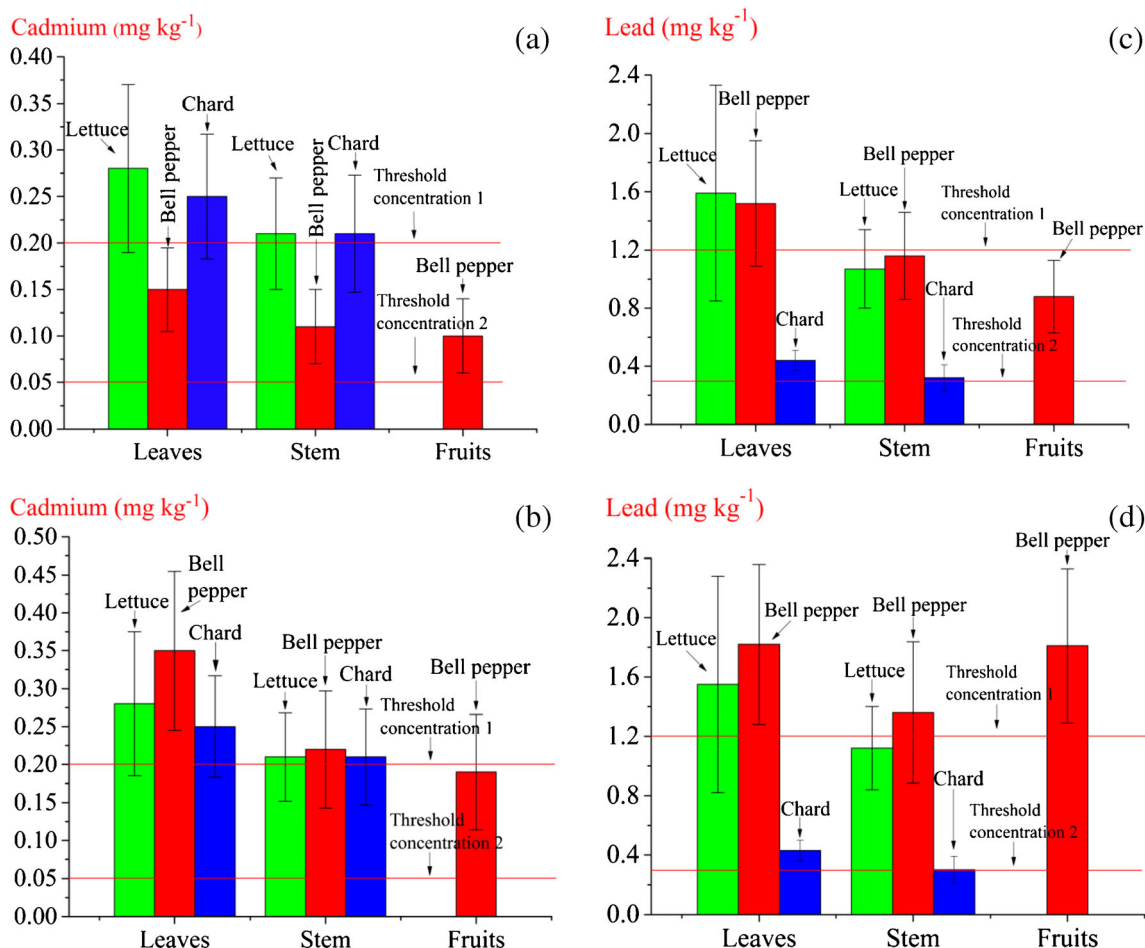 Cadmium (mg kg-1)
(a)
0.40
0.35
0.30
0.25
0.20
0.15
0.10
0.05
0.00
Lettuce
Bell pepper
Chard
Lettuce
Bell pepper
Chard
Threshold
concentration 1
Bell pepper
Threshold
concentration 2
Leaves
Stem
Fruits
Lead (mg kg-1)
(c)
2.4
2.0
1.6
1.2
0.8
0.4
0.0
Lettuce
Bell pepper
Chard
Lettuce
Bell pepper
Chard
Threshold
concentration 1
Bell pepper
Threshold
concentration 2
Leaves
Stem
Fruits
Cadmium (mg kg-1)
(b)
0.50
0.45
0.40
0.35
0.30
0.25
0.20
0.15
0.10
0.05
0.00
Lettuce
Bell
pepper
Chard
Lettuce
Bell pepper
Chard
Bell pepper
Threshold
concentration 1
Threshold
concentration 2
Leaves
Stem
Fruits
Lead (mg kg-1)
(d)
2.4
2.0
1.6
1.2
0.8
0.4
0.0
Lettuce
Bell pepper
Chard
Lettuce
Bell pepper
Chard
Bell pepper
Threshold
concentration 1
Threshold
concentration 2
Leaves
Stem
Fruits